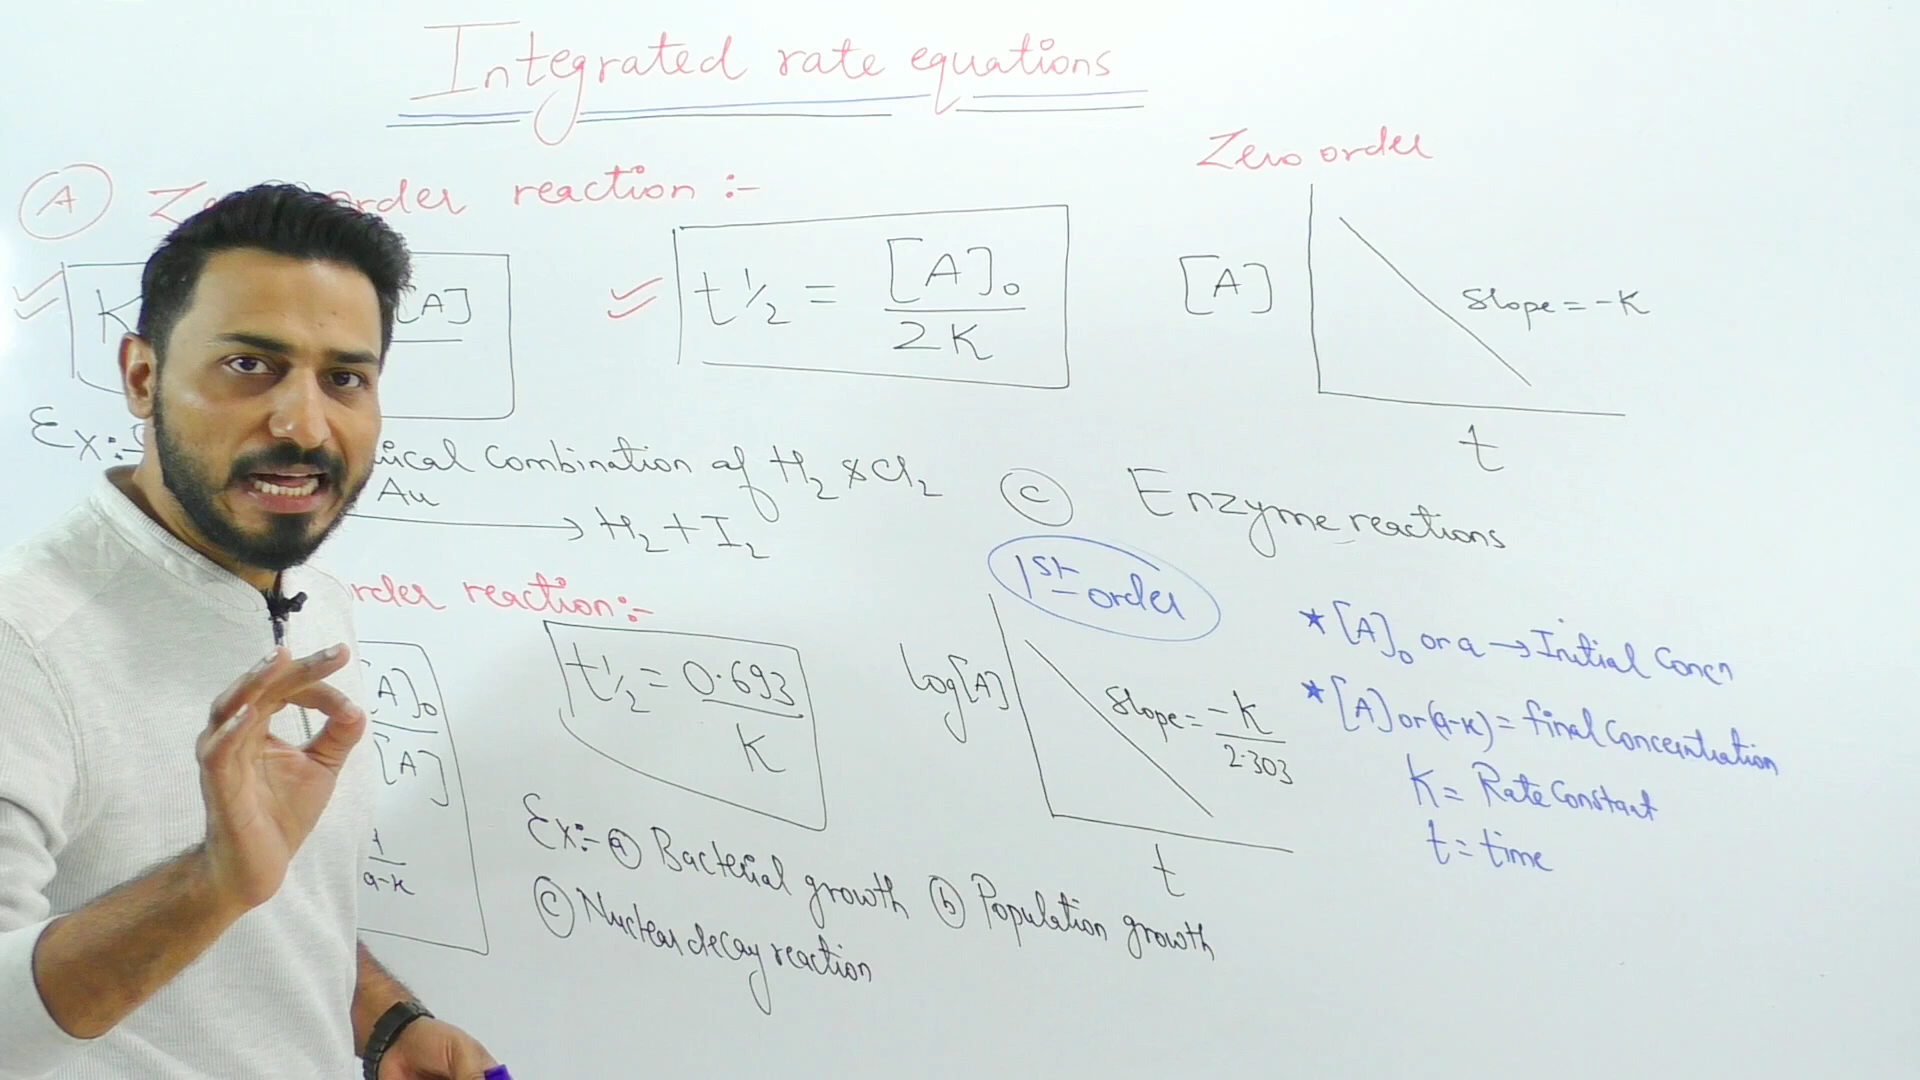 Integrated rate equations
A order reaction :-
K [A]
t1/2 = [A]0 / 2K
Zero order
[A]
Slope = -K
t
Ex:- Combination of H2 & Cl2
Au
→ H2 + I2
C Enzyme reactions
order reaction:-
[A]0
[A]
1
a-x
t1/2 = 0.693 / K
1st order
log[A]
Slope = -K / 2.303
t
* [A]0 or a → Initial Concn
* [A] or (a-x) = final Concentration
K = Rate Constant
t = time
Ex:- a Bacterial growth b Population growth
c Nuclear decay reaction